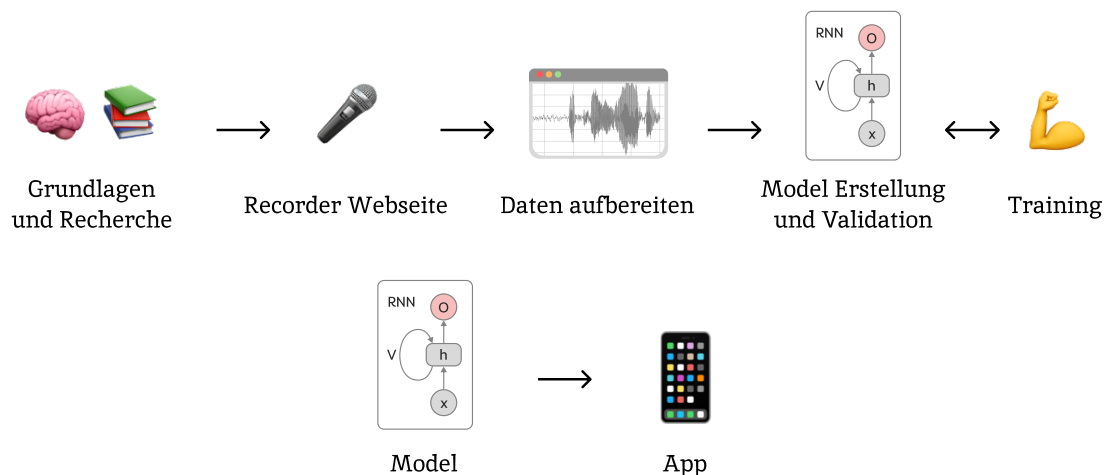 RNN
O
V
h
x
Grundlagen
und Recherche
Recorder Webseite
Daten aufbereiten
Model Erstellung
und Validation
Training
RNN
O
V
h
x
Model
App